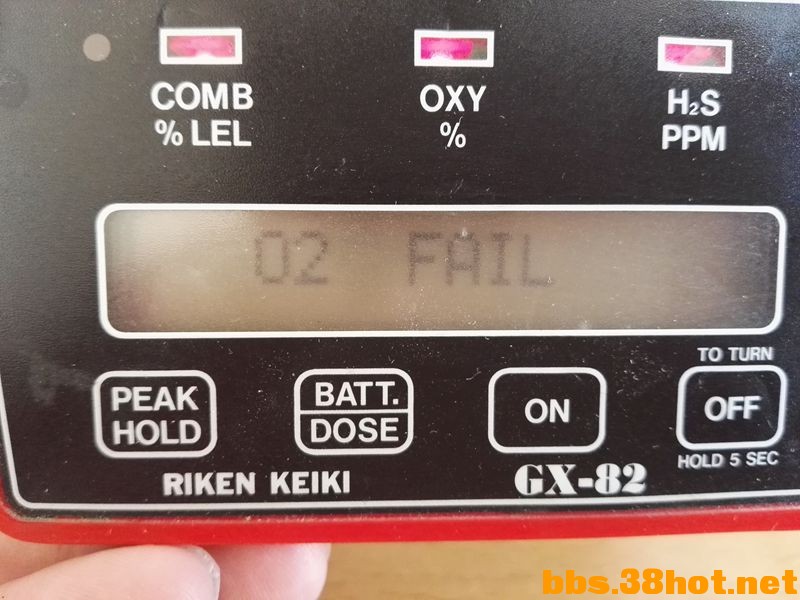 COMB OXY H₂S
% LEL % PPM
O2 FAIL
TO TURN
PEAK HOLD BATT. DOSE ON OFF
HOLD 5 SEC
RIKEN KEIKI GX-82
bbs.38hot.net